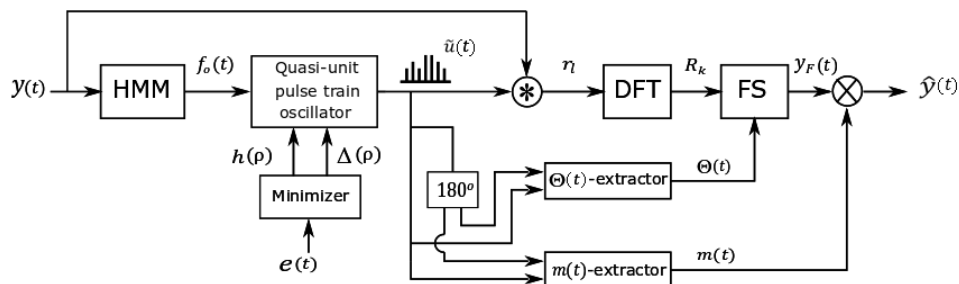 y(t)
HMM
f_o(t)
Quasi-unit
pulse train
oscillator
ũ(t)
*
r_l
DFT
R_k
FS
y_F(t)
ŷ(t)
h(ρ)
Δ(ρ)
Minimizer
e(t)
180°
Θ(t)-extractor
Θ(t)
m(t)-extractor
m(t)